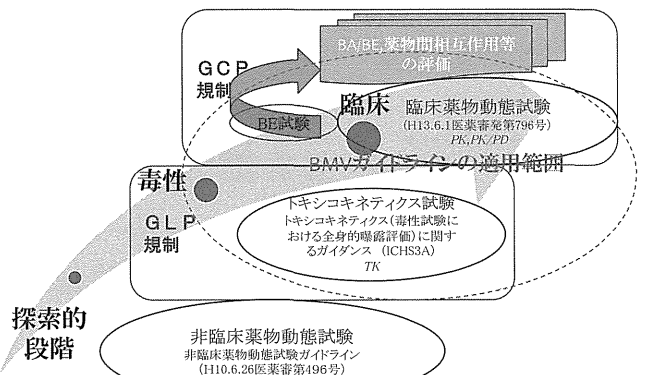 BA/BE,薬物間相互作用等
の評価
GCP
規制
BE試験
臨床
臨床薬物動態試験
(H13.6.1医薬審発第796号)
PK,PK/PD
BMVガイドラインの適用範囲
毒性
GLP
規制
トキシコキネティクス試験
トキシコキネティクス(毒性試験に
おける全身的曝露評価)に関す
るガイダンス (ICHS3A)
TK
探索的
段階
非臨床薬物動態試験
非臨床薬物動態試験ガイドライン
(H10.6.26医薬審第496号)